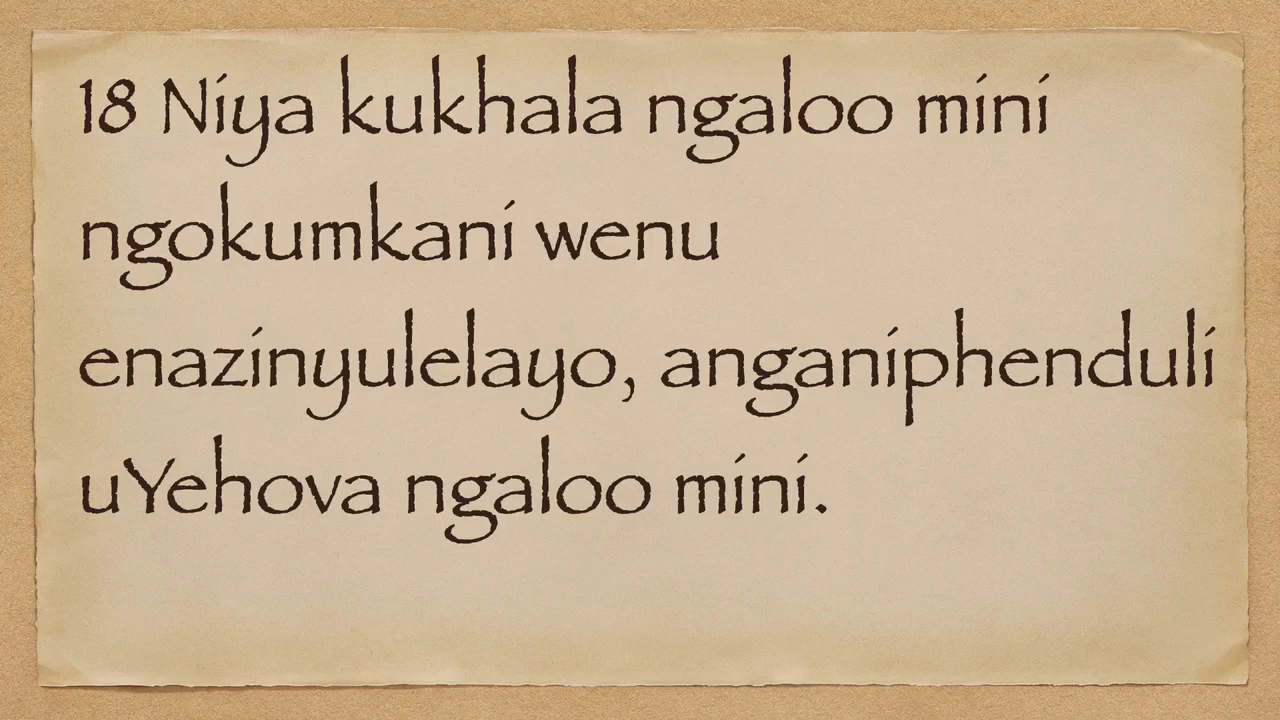 18 Niya kukhala ngaloo mini
ngokumkani wenu
enazinyulelayo, anganiphenduli
uYehova ngaloo mini.